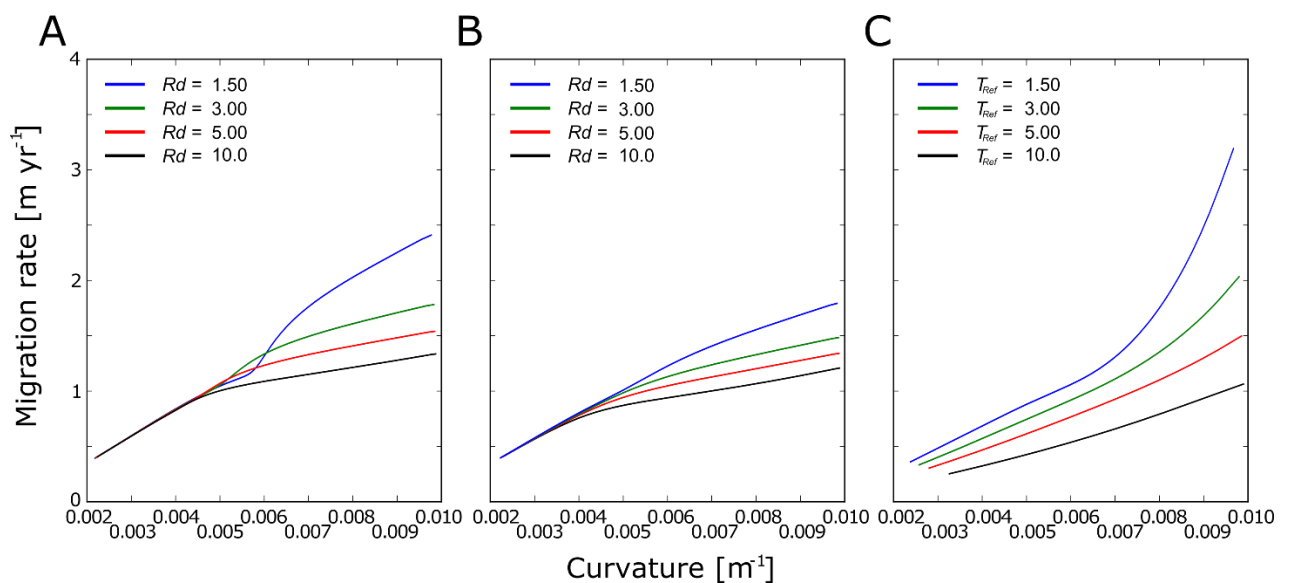 A
B
C
Migration rate [m yr⁻¹]
4
3
2
1
0
Rd = 1.50
Rd = 3.00
Rd = 5.00
Rd = 10.0
Rd = 1.50
Rd = 3.00
Rd = 5.00
Rd = 10.0
T_Ref = 1.50
T_Ref = 3.00
T_Ref = 5.00
T_Ref = 10.0
0.002 0.004 0.006 0.008 0.010
0.003 0.005 0.007 0.009
0.002 0.004 0.006 0.008 0.010
0.003 0.005 0.007 0.009
0.002 0.004 0.006 0.008 0.010
0.003 0.005 0.007 0.009
Curvature [m⁻¹]